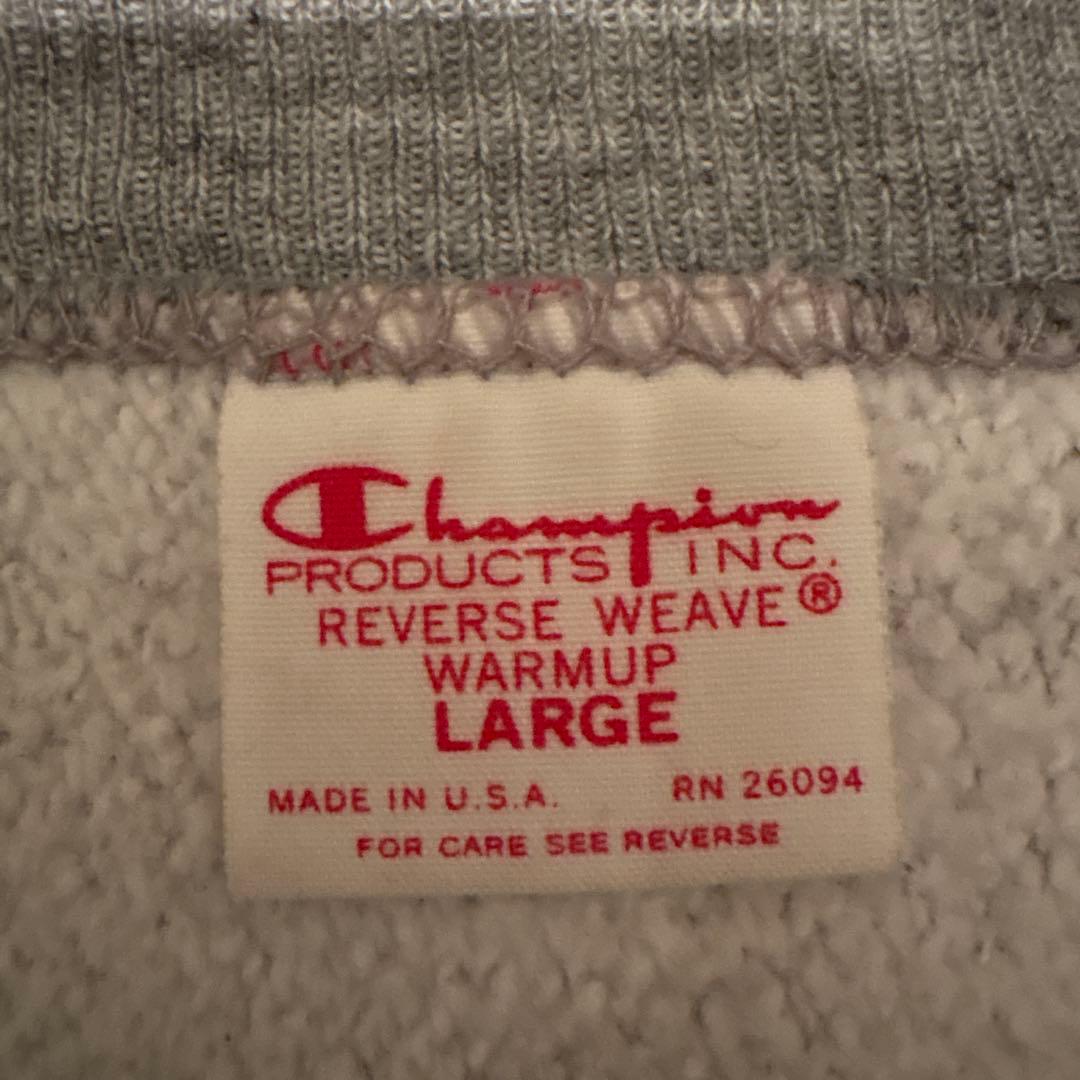 Champion
PRODUCTS INC.
REVERSE WEAVE®
WARMUP
LARGE
MADE IN U.S.A. RN 26094
FOR CARE SEE REVERSE